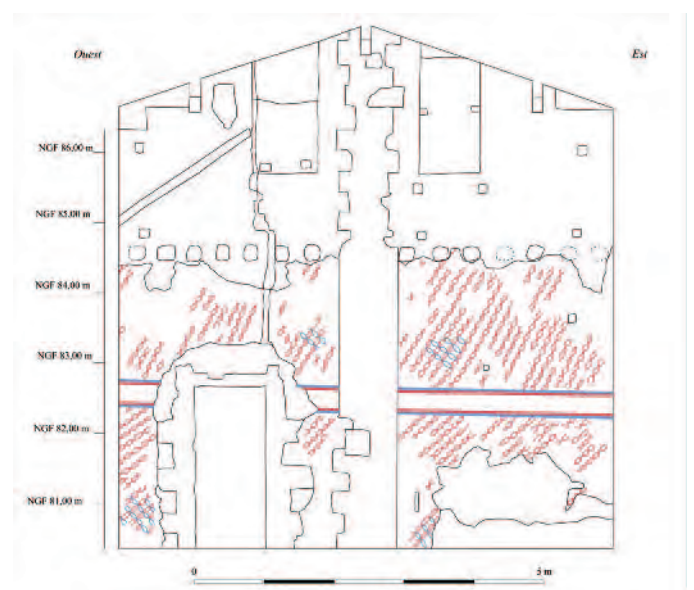 Ouest
Est
NGF 86,00 m
NGF 85,00 m
NGF 84,00 m
NGF 83,00 m
NGF 82,00 m
NGF 81,00 m
0
5 m